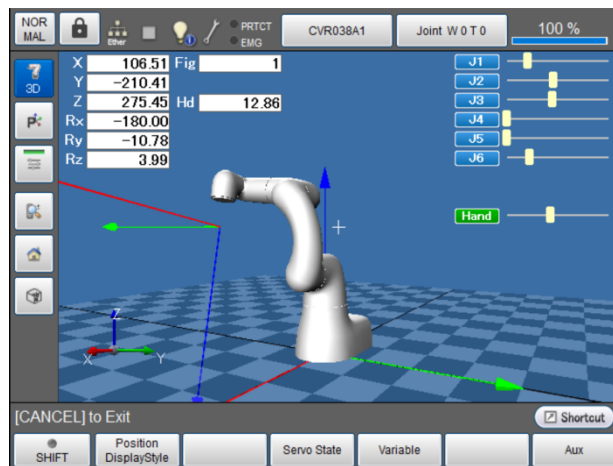 NOR
MAL
Ether
PRTCT
EMG
CVR038A1
Joint W 0 T 0
100 %
3D
X 106.51 Fig 1
Y -210.41
Z 275.45 Hd 12.86
Rx -180.00
Ry -10.78
Rz 3.99
J1
J2
J3
J4
J5
J6
Hand
P
Z
X
Y
[CANCEL] to Exit
Shortcut
SHIFT
Position
DisplayStyle
Servo State
Variable
Aux